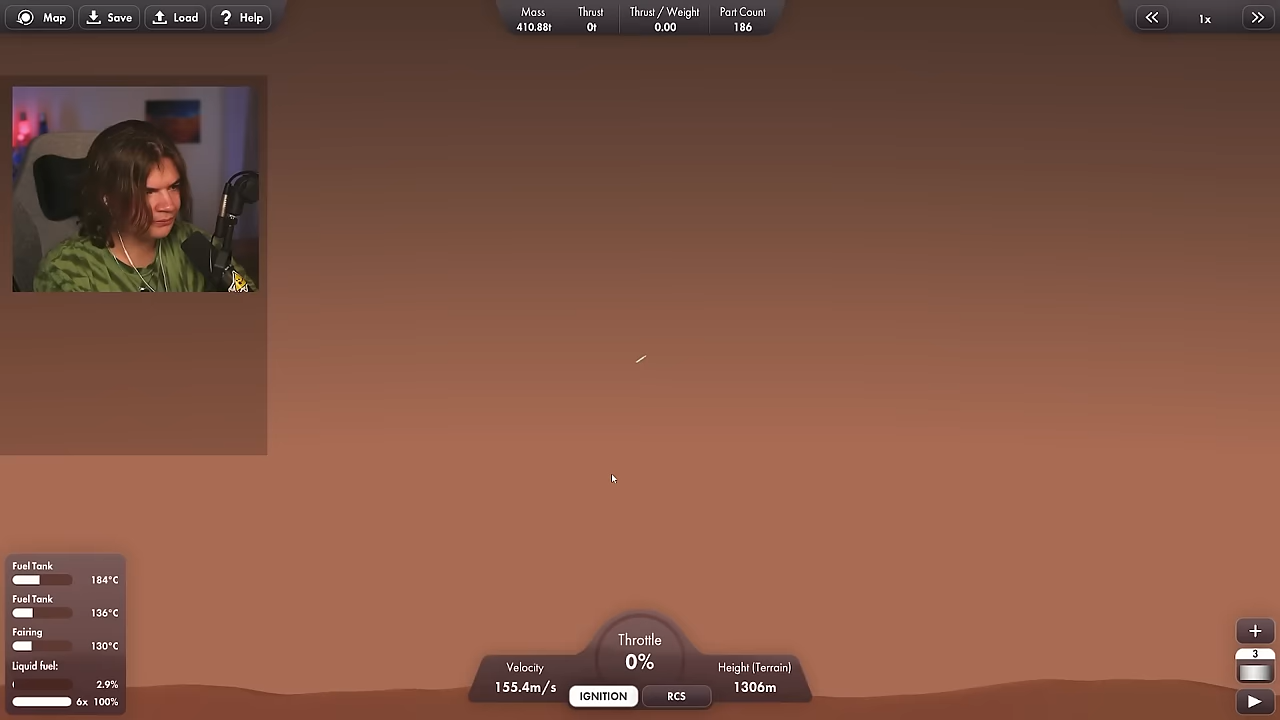 Map
Save
Load
? Help
Mass
410.88t
Thrust
0t
Thrust / Weight
0.00
Part Count
186
1x
Fuel Tank
184°C
Fuel Tank
136°C
Fairing
130°C
Liquid fuel:
2.9%
6x 100%
Throttle
0%
Velocity
155.4m/s
IGNITION
RCS
Height (Terrain)
1306m
3